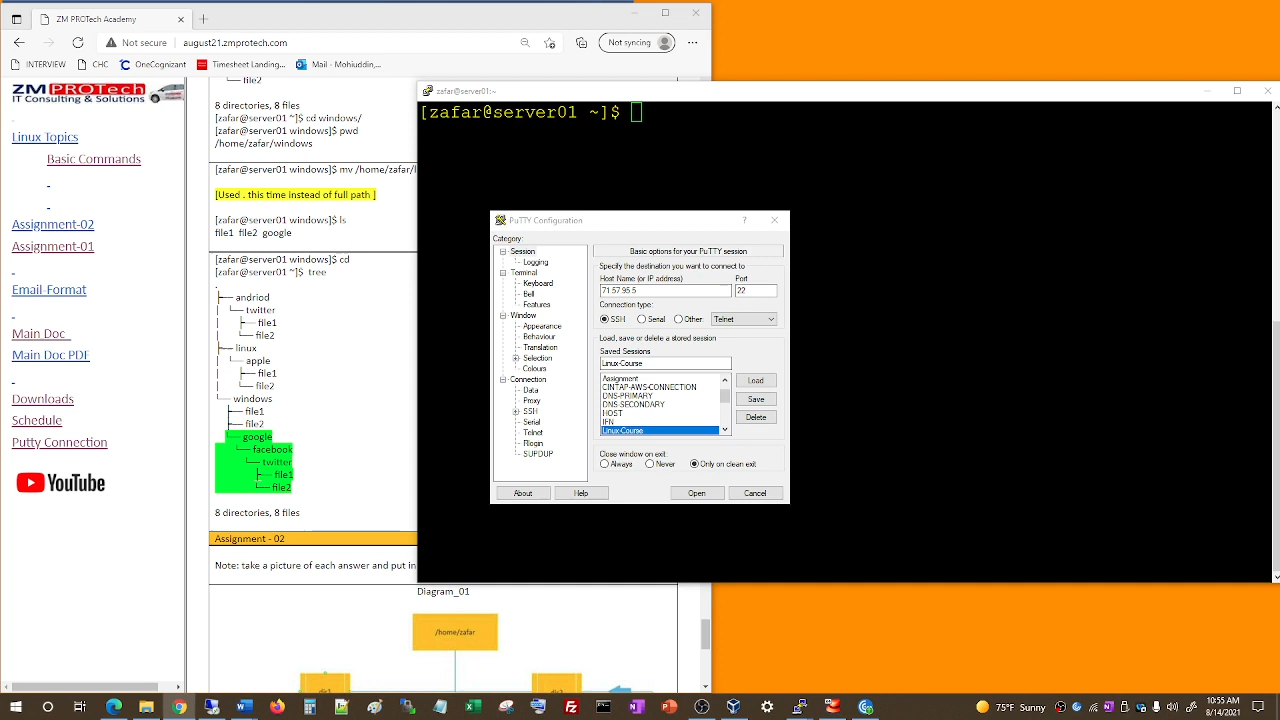 ZM PROTech Academy
Not secure
august21.zmprotech.com
Not syncing
INTERVIEW
CHC
OneCognizant
Timesheet Landing...
Mail - Mohiuddin,...
ZM PROTech
IT Consulting & Solutions
Linux Topics
Basic Commands
Assignment-02
Assignment-01
Email-Format
Main Doc
Main Doc PDF
Downloads
Schedule
Putty Connection
YouTube
file2
8 directories, 8 files
[zafar@server01 ~]$ cd windows/
[zafar@server01 windows]$ pwd
/home/zafar/windows
[zafar@server01 windows]$ mv /home/zafar/l
[Used . this time instead of full path ]
[zafar@server01 windows]$ ls
file1 file2 google
[zafar@server01 windows]$ cd
[zafar@server01 ~]$ tree
.
├── andriod
│ └── twitter
│ ├── file1
│ └── file2
├── linux
│ └── apple
│ ├── file1
│ └── file2
└── windows
├── file1
├── file2
└── google
└── facebook
└── twitter
├── file1
└── file2
8 directories, 8 files
Assignment - 02
Note: take a picture of each answer and put in
Diagram_01
/home/zafar
zafar@server01:~
[zafar@server01 ~]$
PuTTY Configuration
Category:
Session
Logging
Terminal
Keyboard
Bell
Features
Window
Appearance
Behaviour
Translation
Selection
Colours
Connection
Data
Proxy
SSH
Serial
Telnet
Rlogin
SUPDUP
Basic options for your PuTTY session
Specify the destination you want to connect to
Host Name (or IP address)
Port
71.57.95.5
22
Connection type:
SSH
Serial
Other:
Telnet
Load, save or delete a stored session
Saved Sessions
Linux-Course
Assignment
CINTAP-AWS-CONNECTION
DNS-PRIMARY
DNS-SECONDARY
HOST
IFN
Linux-Course
Load
Save
Delete
Close window on exit:
Always
Never
Only on clean exit
About
Help
Open
Cancel
75°F Sunny
10:55 AM
8/14/2021